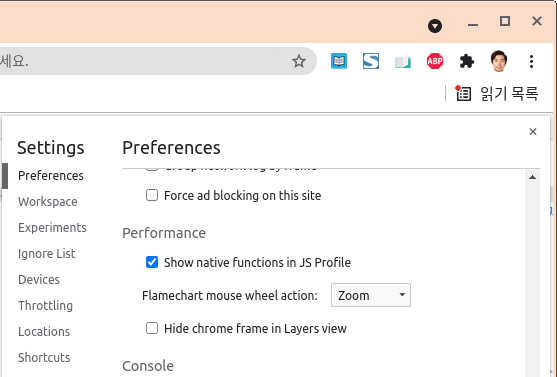 세요.
ABP
읽기 목록
Settings
Preferences
Preferences
Workspace
Experiments
Ignore List
Devices
Throttling
Locations
Shortcuts
Force ad blocking on this site
Performance
Show native functions in JS Profile
Flamechart mouse wheel action: Zoom
Hide chrome frame in Layers view
Console